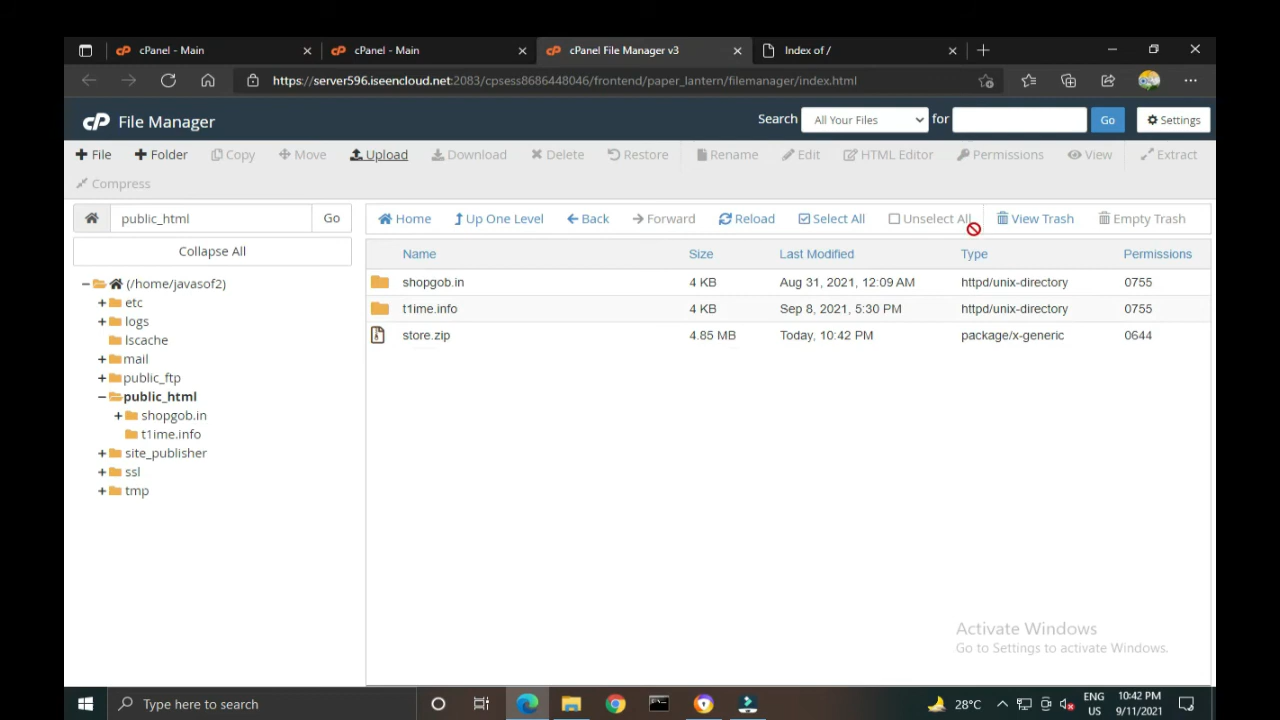 cPanel - Main
cPanel - Main
cPanel File Manager v3
Index of /
https://server596.iseencloud.net:2083/cpsess8686448046/frontend/paper_lantern/filemanager/index.html
cP File Manager
Search All Your Files for Go Settings
File Folder Copy Move Upload Download Delete Restore Rename Edit HTML Editor Permissions View Extract
Compress
public_html Go
Home Up One Level Back Forward Reload Select All Unselect All View Trash Empty Trash
Collapse All
(/home/javasof2)
etc
logs
lscache
mail
public_ftp
public_html
shopgob.in
t1ime.info
site_publisher
ssl
tmp
Name Size Last Modified Type Permissions
shopgob.in 4 KB Aug 31, 2021, 12:09 AM httpd/unix-directory 0755
t1ime.info 4 KB Sep 8, 2021, 5:30 PM httpd/unix-directory 0755
store.zip 4.85 MB Today, 10:42 PM package/x-generic 0644
Activate Windows
Go to Settings to activate Windows.
Type here to search
28°C
ENG
US
10:42 PM
9/11/2021